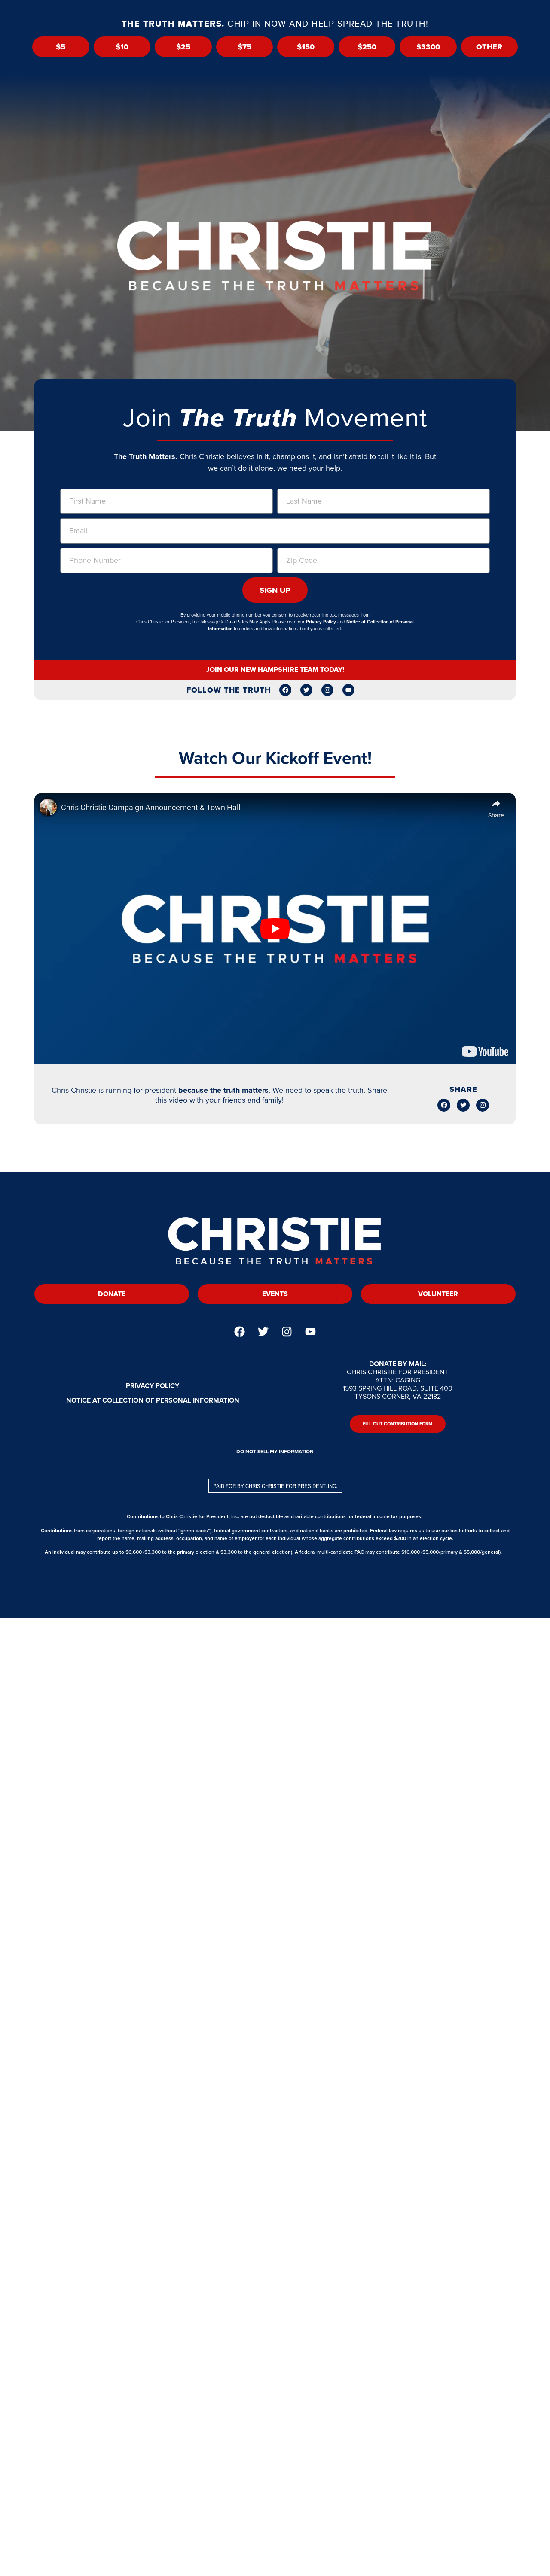 THE TRUTH MATTERS. CHIP IN NOW AND HELP SPREAD THE TRUTH!
$5 $10 $25 $75 $150 $250 $3300 OTHER
CHRISTIE
BECAUSE THE TRUTH MATTERS
Join The Truth Movement
The Truth Matters. Chris Christie believes in it, champions it, and isn't afraid to tell it like it is. But
we can't do it alone, we need your help.
First Name Last Name
Email
Phone Number Zip Code
SIGN UP
By providing your mobile phone number you consent to receive recurring text messages from
Chris Christie for President, Inc. Message & Data Rates May Apply. Please read our Privacy Policy and Notice at Collection of Personal
Information to understand how information about you is collected.
JOIN OUR NEW HAMPSHIRE TEAM TODAY!
FOLLOW THE TRUTH
Watch Our Kickoff Event!
Chris Christie Campaign Announcement & Town Hall
Share
CHRISTIE
BECAUSE THE TRUTH MATTERS
YouTube
Chris Christie is running for president because the truth matters. We need to speak the truth. Share
this video with your friends and family!
SHARE
CHRISTIE
BECAUSE THE TRUTH MATTERS
DONATE EVENTS VOLUNTEER
PRIVACY POLICY
NOTICE AT COLLECTION OF PERSONAL INFORMATION
DONATE BY MAIL:
CHRIS CHRISTIE FOR PRESIDENT
ATTN: CAGING
1593 SPRING HILL ROAD, SUITE 400
TYSONS CORNER, VA 22182
FILL OUT CONTRIBUTION FORM
DO NOT SELL MY INFORMATION
PAID FOR BY CHRIS CHRISTIE FOR PRESIDENT, INC.
Contributions to Chris Christie for President, Inc. are not deductible as charitable contributions for federal income tax purposes.
Contributions from corporations, foreign nationals (without "green cards"), federal government contractors, and national banks are prohibited. Federal law requires us to use our best efforts to collect and
report the name, mailing address, occupation, and name of employer for each individual whose aggregate contributions exceed $200 in an election cycle.
An individual may contribute up to $6,600 ($3,300 to the primary election & $3,300 to the general election). A federal multi-candidate PAC may contribute $10,000 ($5,000/primary & $5,000/general).